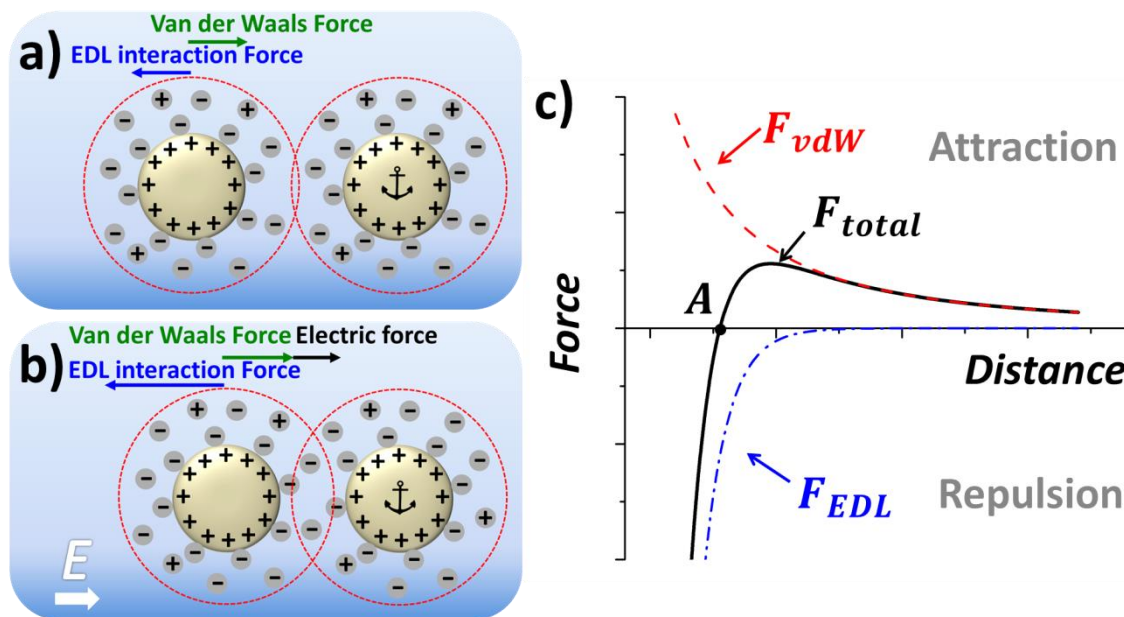 a)
Van der Waals Force
EDL interaction Force
b)
Van der Waals Force Electric force
EDL interaction Force
E
c)
F_vdW
Attraction
F_total
A
Force
Distance
F_EDL
Repulsion